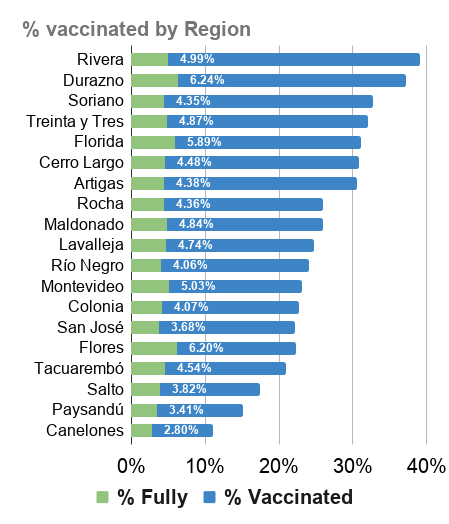 % vaccinated by Region
Rivera 4.99%
Durazno 6.24%
Soriano 4.35%
Treinta y Tres 4.87%
Florida 5.89%
Cerro Largo 4.48%
Artigas 4.38%
Rocha 4.36%
Maldonado 4.84%
Lavalleja 4.74%
Río Negro 4.06%
Montevideo 5.03%
Colonia 4.07%
San José 3.68%
Flores 6.20%
Tacuarembó 4.54%
Salto 3.82%
Paysandú 3.41%
Canelones 2.80%
0% 10% 20% 30% 40%
% Fully % Vaccinated